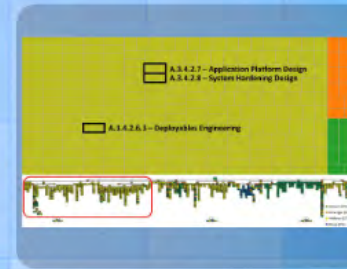 A.3.4.2.7 – Application Platform Design
A.3.4.2.8 – System Hardening Design
A.3.4.2.6.3 – Deployables Engineering